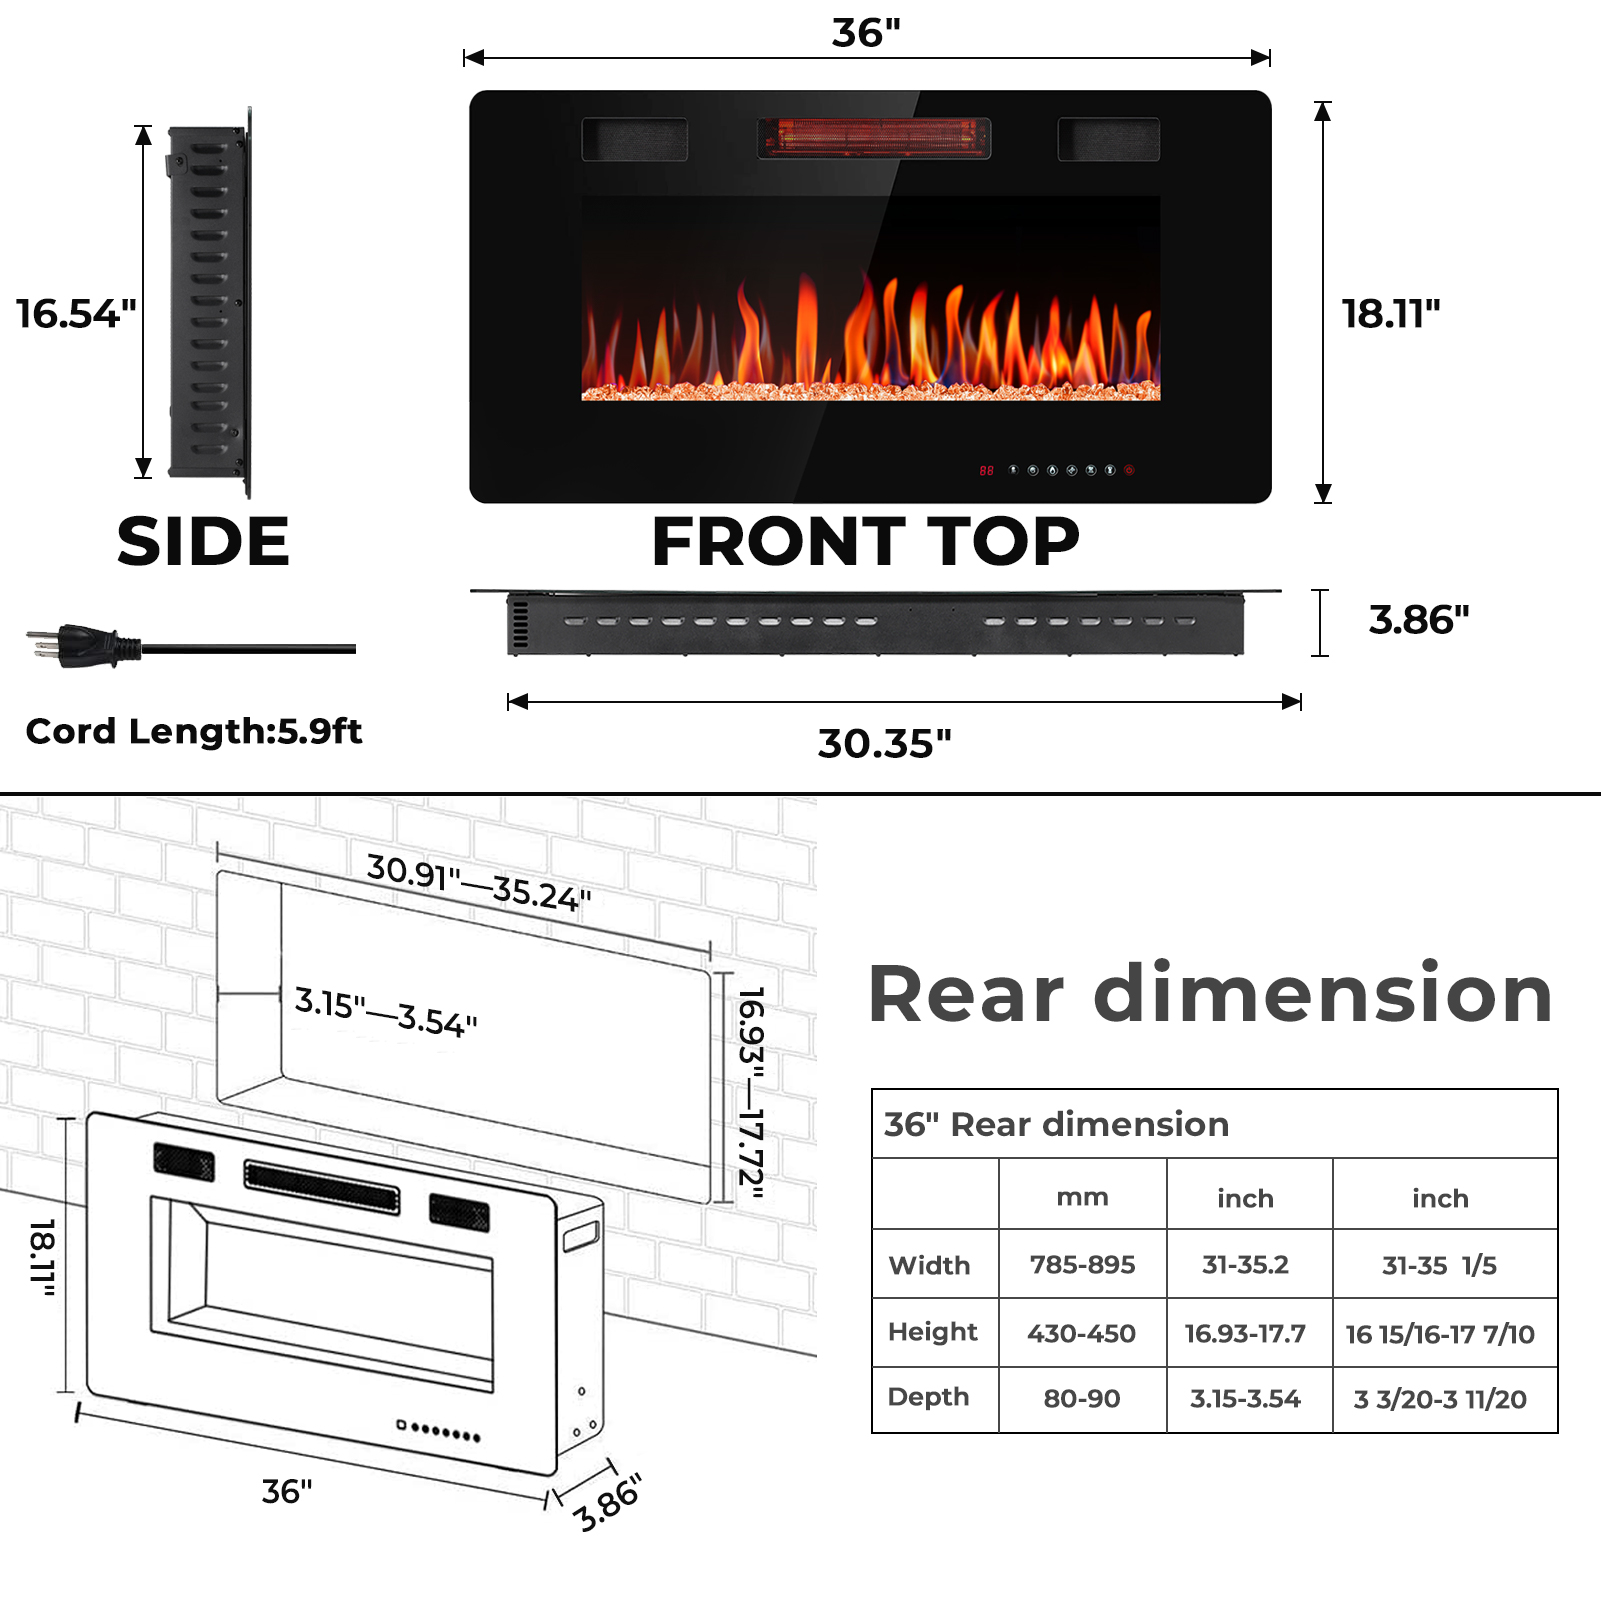 36"
16.54"
18.11"
88
SIDE
FRONT TOP
3.86"
Cord Length:5.9ft
30.35"
30.91"—35.24"
3.15"—3.54"
16.93"—17.72"
18.11"
36"
3.86"
Rear dimension
36" Rear dimension
mm inch inch
Width 785-895 31-35.2 31-35 1/5
Height 430-450 16.93-17.7 16 15/16-17 7/10
Depth 80-90 3.15-3.54 3 3/20-3 11/20